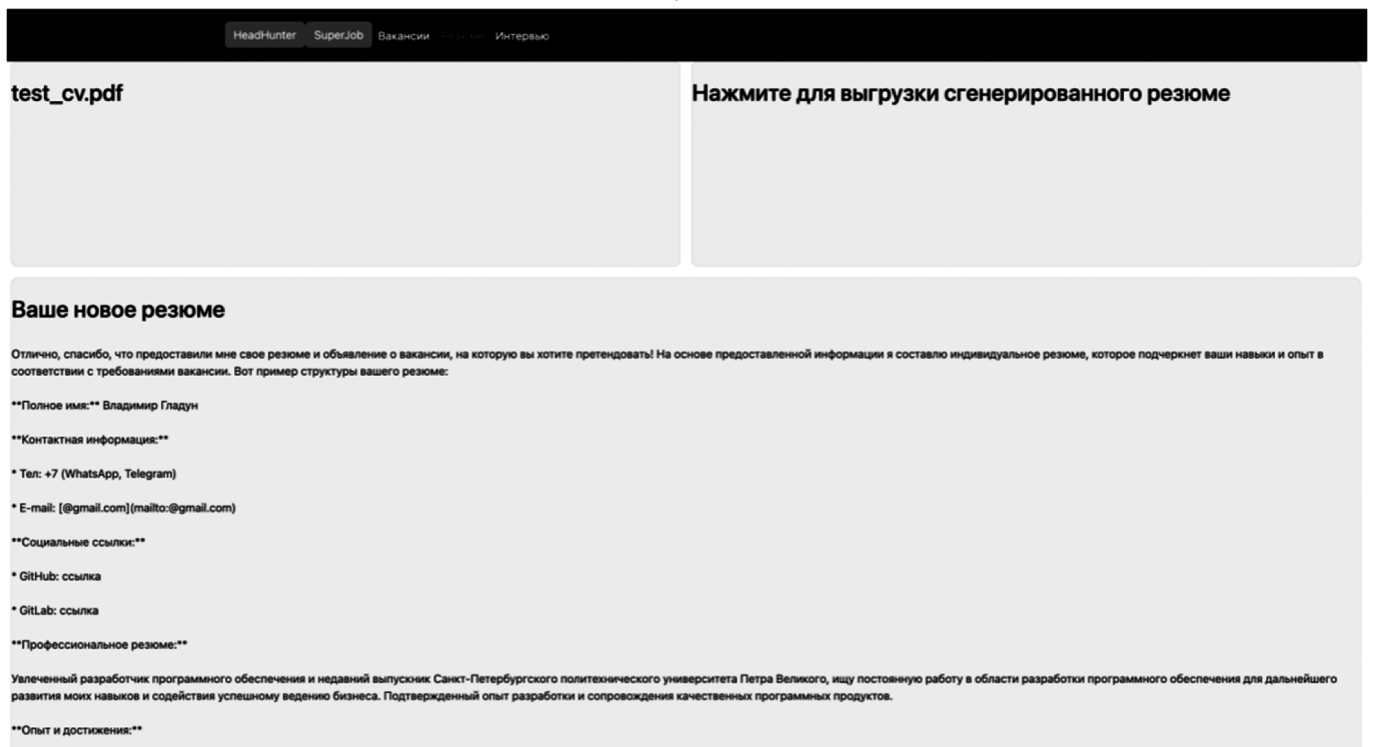 HeadHunter SuperJob Вакансии Резюме Интервью
test_cv.pdf
Нажмите для выгрузки сгенерированного резюме
Ваше новое резюме
Отлично, спасибо, что предоставили мне свое резюме и объявление о вакансии, на которую вы хотите претендовать! На основе предоставленной информации я составлю индивидуальное резюме, которое подчеркнет ваши навыки и опыт в
соответствии с требованиями вакансии. Вот пример структуры вашего резюме:
**Полное имя:** Владимир Гладун
**Контактная информация:**
* Тел: +7 (WhatsApp, Telegram)
* E-mail: [@gmail.com](mailto:@gmail.com)
**Социальные ссылки:**
* GitHub: ссылка
* GitLab: ссылка
**Профессиональное резюме:**
Увлеченный разработчик программного обеспечения и недавний выпускник Санкт-Петербургского политехнического университета Петра Великого, ищу постоянную работу в области разработки программного обеспечения для дальнейшего
развития моих навыков и содействия успешному ведению бизнеса. Подтвержденный опыт разработки и сопровождения качественных программных продуктов.
**Опыт и достижения:**